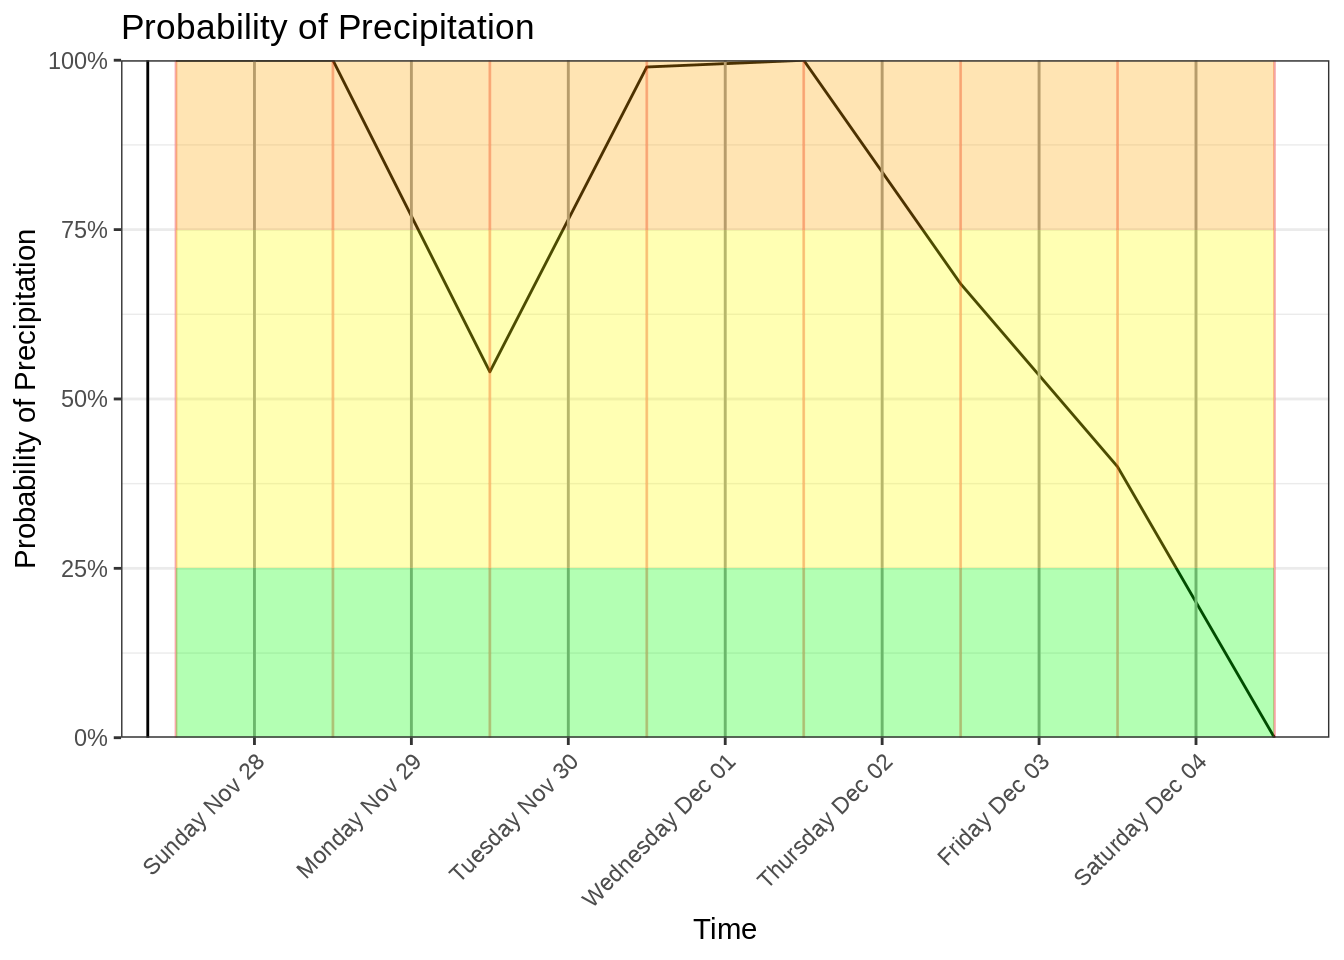 Probability of Precipitation
Probability of Precipitation
100%
75%
50%
25%
0%
Sunday Nov 28
Monday Nov 29
Tuesday Nov 30
Wednesday Dec 01
Thursday Dec 02
Friday Dec 03
Saturday Dec 04
Time